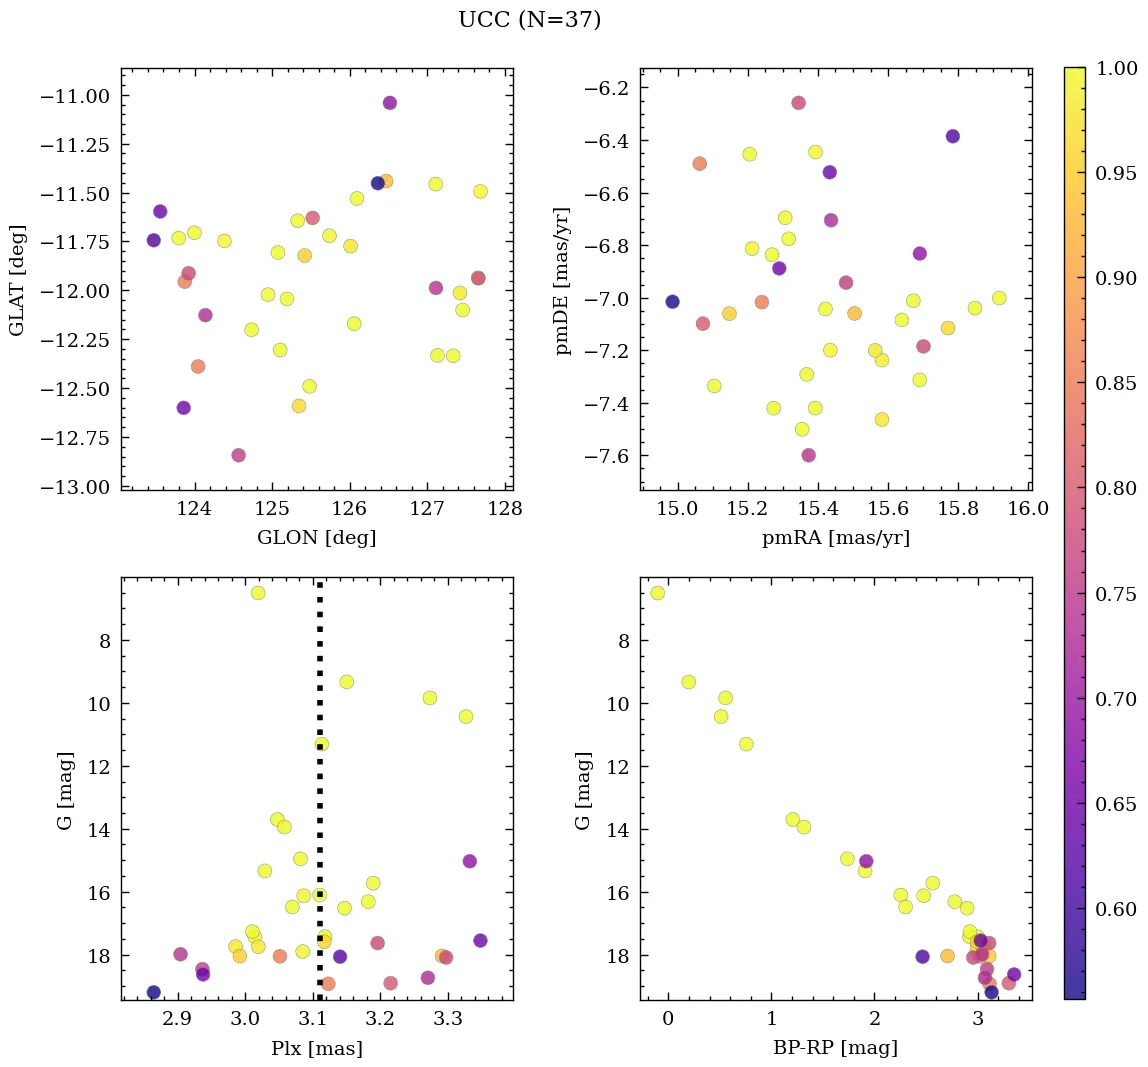 UCC (N=37)
−11.00
−11.25
−11.50
−11.75
−12.00
−12.25
−12.50
−12.75
−13.00
GLAT [deg]
124 125 126 127 128
GLON [deg]
−6.2
−6.4
−6.6
−6.8
−7.0
−7.2
−7.4
−7.6
pmDE [mas/yr]
15.0 15.2 15.4 15.6 15.8 16.0
pmRA [mas/yr]
8
10
12
14
16
18
G [mag]
2.9 3.0 3.1 3.2 3.3
Plx [mas]
8
10
12
14
16
18
G [mag]
0 1 2 3
BP-RP [mag]
1.00
0.95
0.90
0.85
0.80
0.75
0.70
0.65
0.60